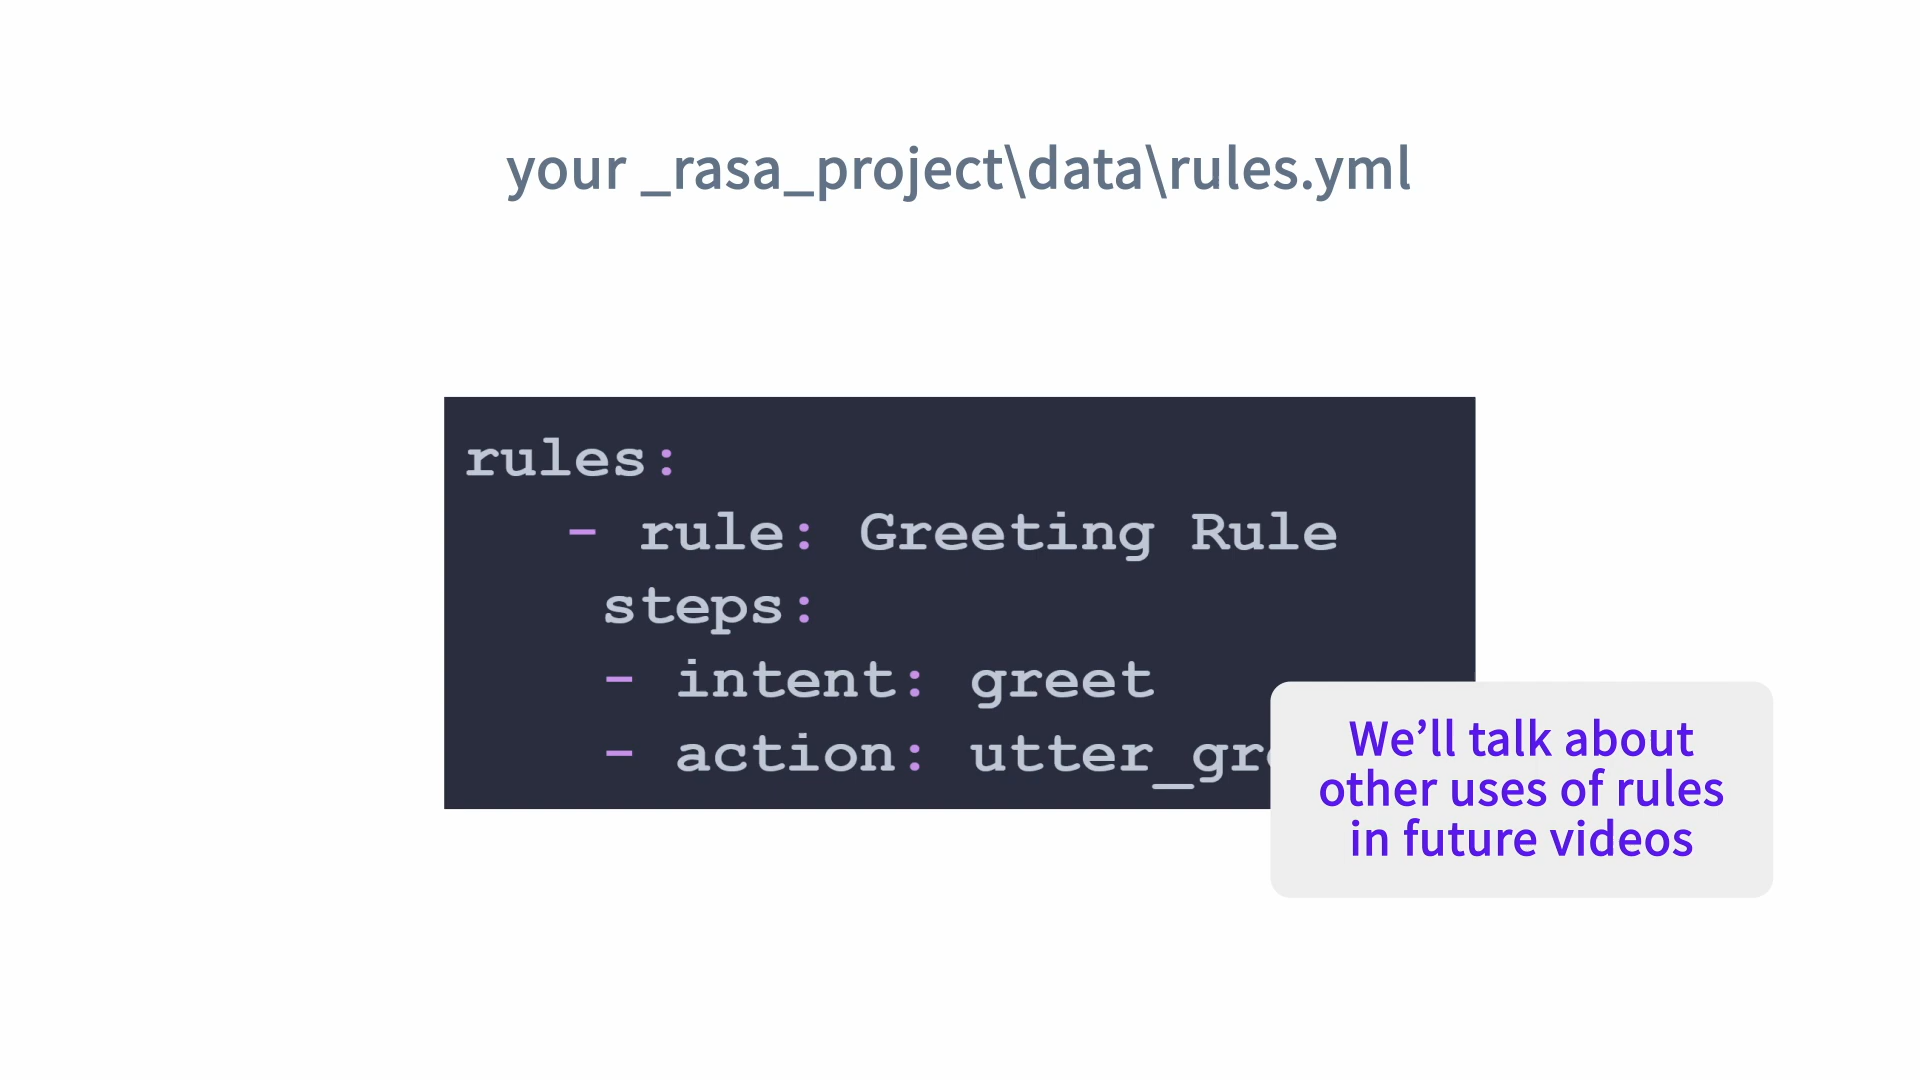 your _rasa_project\data\rules.yml
rules:
- rule: Greeting Rule
steps:
- intent: greet
- action:
We’ll talk about
other uses of rules
in future videos